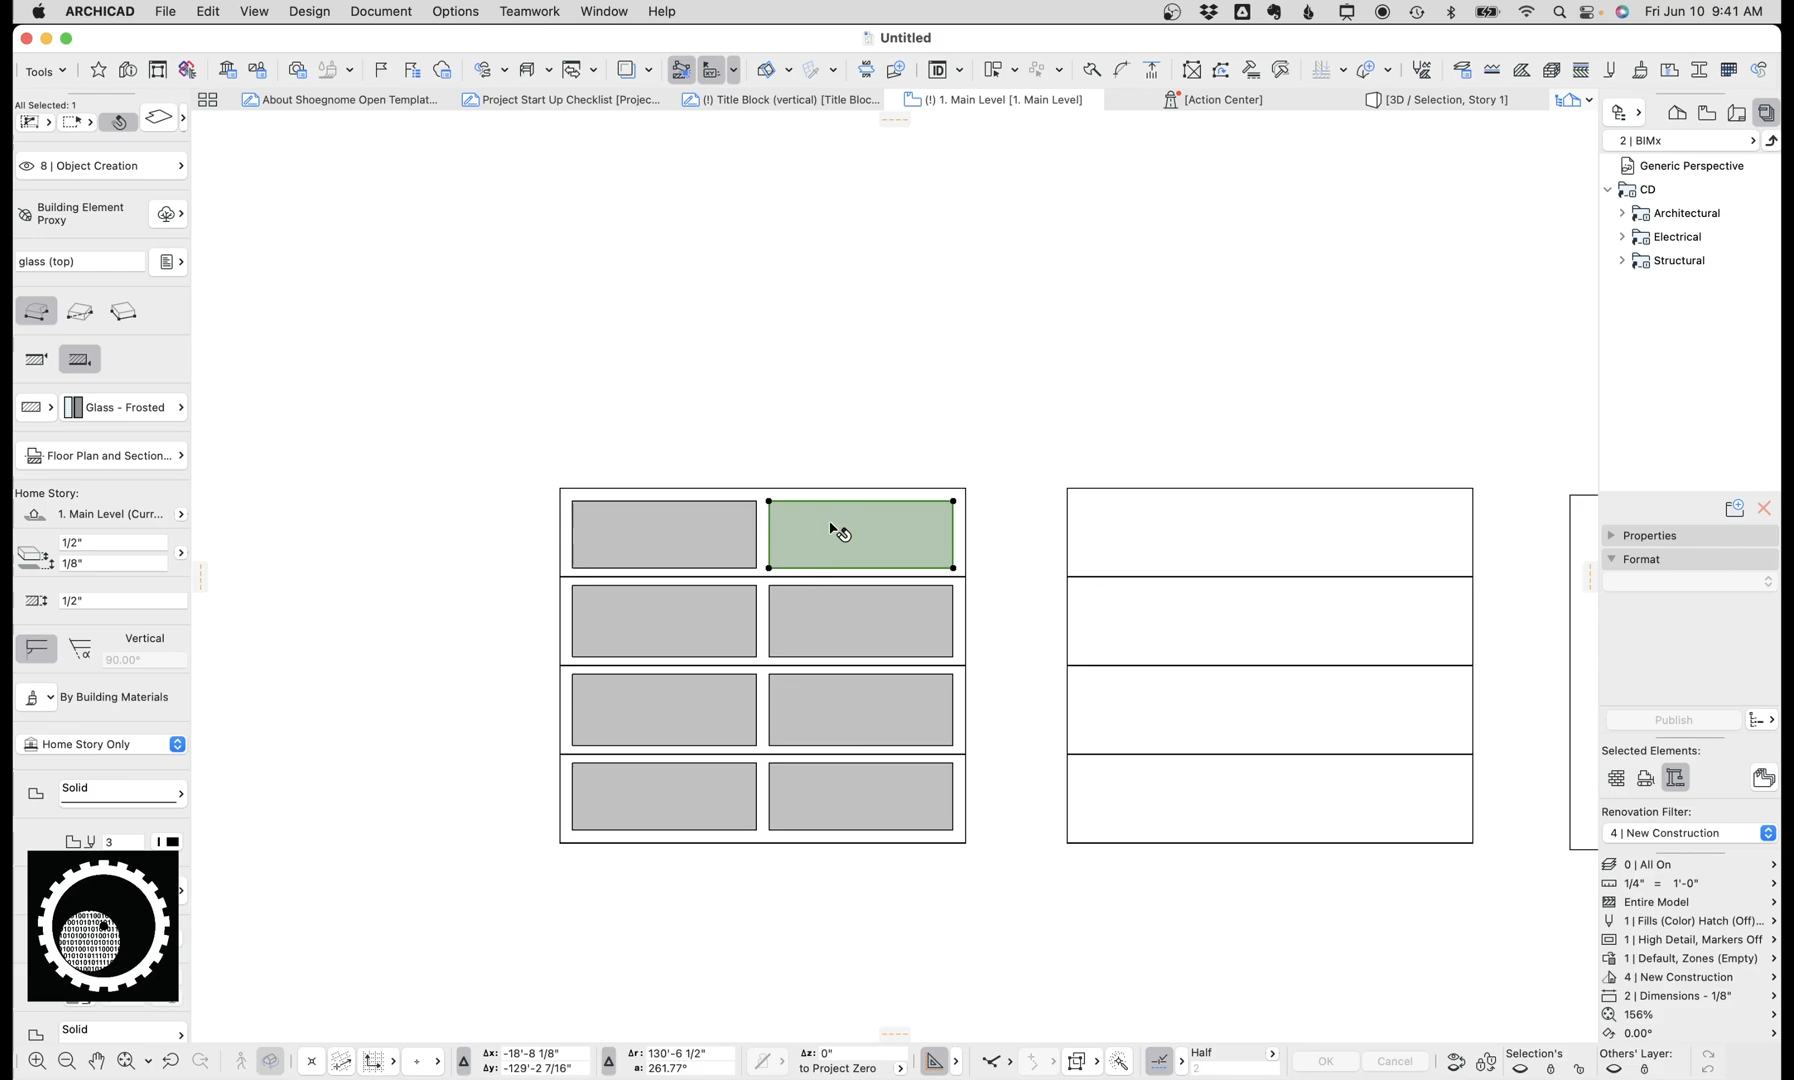 ARCHICAD File Edit View Design Document Options Teamwork Window Help Fri Jun 10 9:41 AM
Untitled
Tools
All Selected: 1
About Shoegnome Open Templat... Project Start Up Checklist [Projec... (!) Title Block (vertical) [Title Bloc... (!) 1. Main Level [1. Main Level] [Action Center] [3D / Selection, Story 1]
8 | Object Creation
Building Element
Proxy
glass (top)
Glass - Frosted
Floor Plan and Section...
Home Story:
1. Main Level (Curr...
1/2"
1/8"
1/2"
Vertical
90.00°
By Building Materials
Home Story Only
Solid
3
Solid
2 | BIMx
Generic Perspective
CD
Architectural
Electrical
Structural
Properties
Format
Publish
Selected Elements:
Renovation Filter:
4 | New Construction
0 | All On
1/4" = 1'-0"
Entire Model
1 | Fills (Color) Hatch (Off)...
1 | High Detail, Markers Off
1 | Default, Zones (Empty)
4 | New Construction
2 | Dimensions - 1/8"
156%
0.00°
Δx: -18'-8 1/8" Δr: 130'-6 1/2" Δz: 0" Half Selection's Others' Layer:
Δy: -129'-2 7/16" a: 261.77° to Project Zero 2 OK Cancel